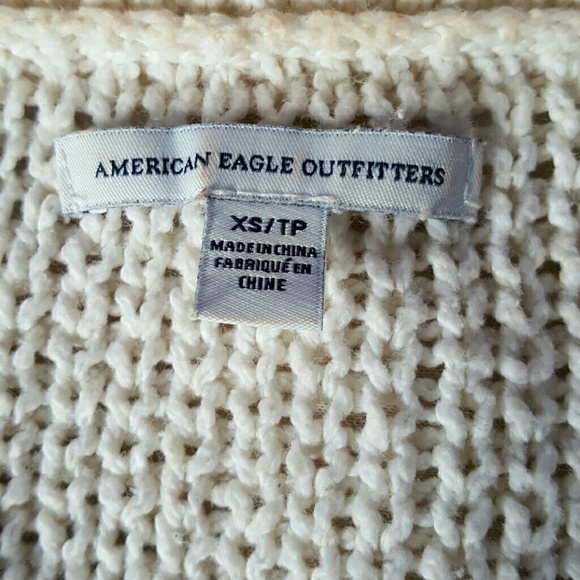 AMERICAN EAGLE OUTFITTERS
XS/TP
MADE IN CHINA
FABRIQUÉ EN
CHINE